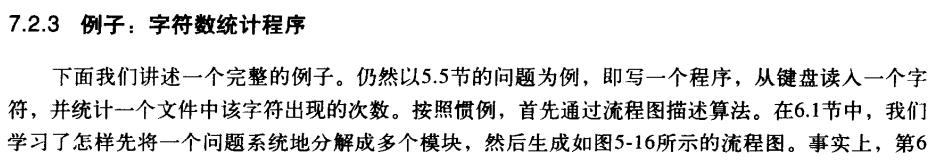 7.2.3 例子：字符数统计程序
下面我们讲述一个完整的例子。仍然以5.5节的问题为例，即写一个程序，从键盘读入一个字
符，并统计一个文件中该字符出现的次数。按照惯例，首先通过流程图描述算法。在6.1节中，我们
学习了怎样先将一个问题系统地分解成多个模块，然后生成如图5-16所示的流程图。事实上，第6